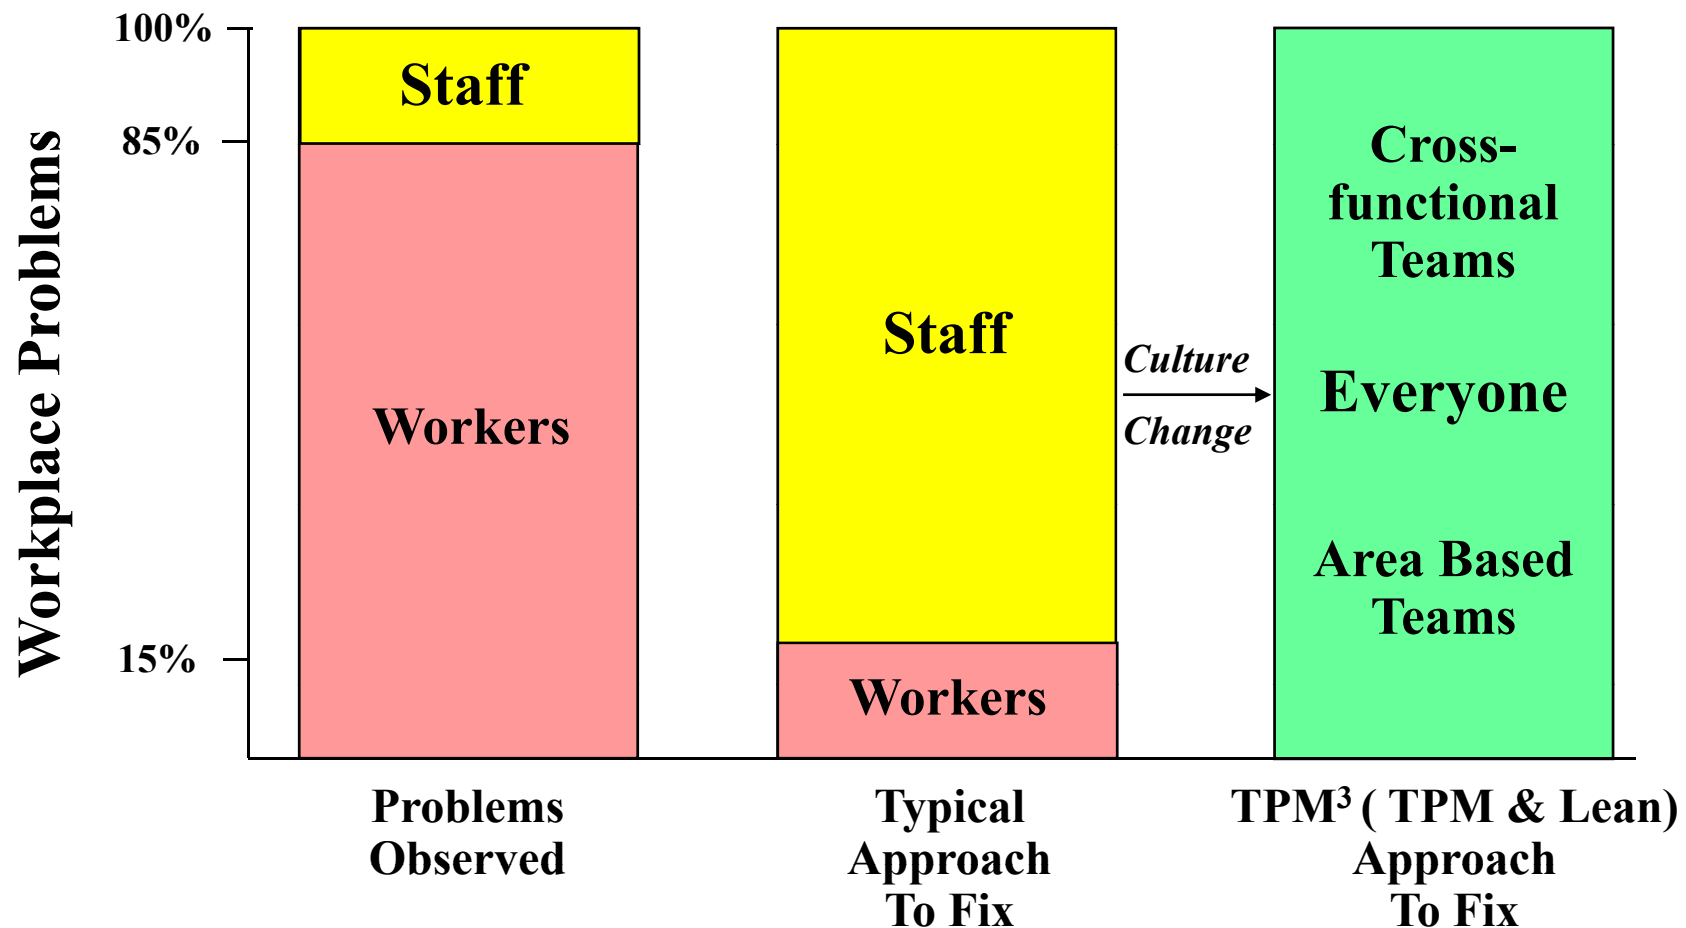 Workplace Problems
100%
85%
15%
Staff
Workers
Problems
Observed
Staff
Workers
Typical
Approach
To Fix
Culture
Change
Cross-
functional
Teams
Everyone
Area Based
Teams
TPM³ ( TPM & Lean)
Approach
To Fix